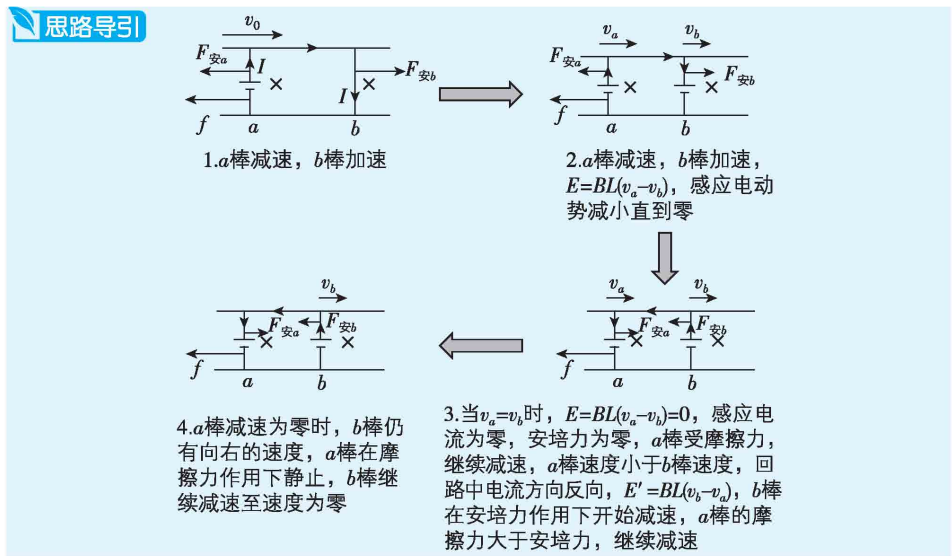 思路导引
v₀
F安a
I
×
F安b
I
×
f
a
b
1.a棒减速，b棒加速
vₐ
v_b
F安a
×
F安b
×
f
a
b
2.a棒减速，b棒加速，
E=BL(vₐ-v_b)，感应电动
势减小直到零
vₐ
v_b
F安a
×
F安b
×
f
a
b
3.当vₐ=v_b时，E=BL(vₐ-v_b)=0，感应电
流为零，安培力为零，a棒受摩擦力，
继续减速，a棒速度小于b棒速度，回
路中电流方向反向，E′=BL(v_b-vₐ)，b棒
在安培力作用下开始减速，a棒的摩
擦力大于安培力，继续减速
v_b
F安a
×
F安b
×
f
a
b
4.a棒减速为零时，b棒仍
有向右的速度，a棒在摩
擦力作用下静止，b棒继
续减速至速度为零